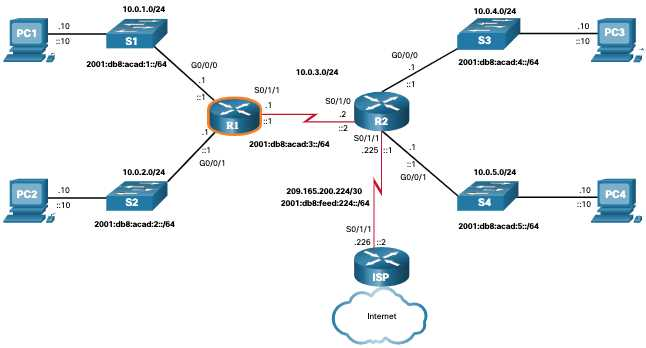 10.0.1.0/24
10.0.4.0/24
PC1
.10
::10
S1
2001:db8:acad:1::/64
G0/0/0
.1
::1
S3
.10
::10
PC3
G0/0/0
.1
::1
2001:db8:acad:4::/64
10.0.3.0/24
S0/1/1
.1
::1
R1
S0/1/0
.2
::2
R2
2001:db8:acad:3::/64
.1
::1
G0/0/1
S0/1/1
.225
::1
.1
::1
G0/0/1
10.0.2.0/24
10.0.5.0/24
PC2
.10
::10
S2
2001:db8:acad:2::/64
209.165.200.224/30
2001:db8:feed:224::/64
S4
.10
::10
PC4
2001:db8:acad:5::/64
S0/1/1
.226
::2
ISP
Internet